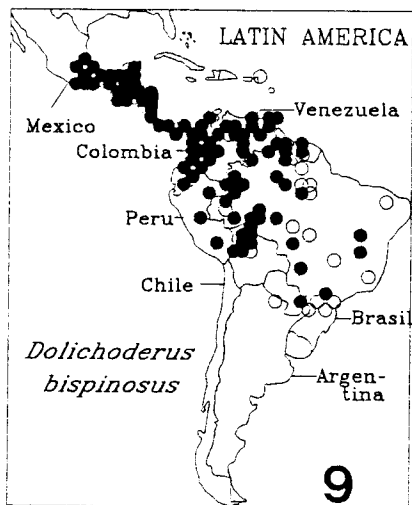 LATIN AMERICA
Venezuela
Mexico
Colombia
Peru
Chile
Brasil
Dolichoderus
bispinosus
Argen-
tina
9